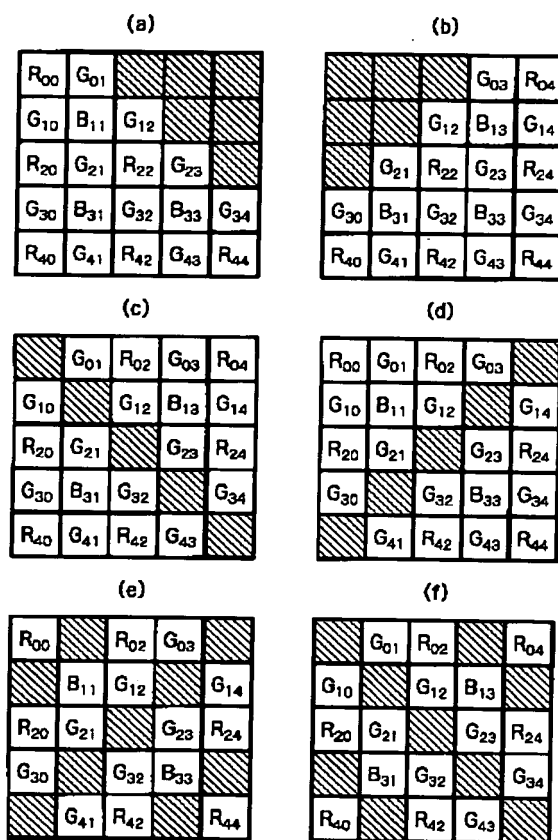 (a) (b)
R00 G01 G03 R04
G10 B11 G12 G12 B13 G14
R20 G21 R22 G23 G21 R22 G23 R24
G30 B31 G32 B33 G34 G30 B31 G32 B33 G34
R40 G41 R42 G43 R44 R40 G41 R42 G43 R44
(c) (d)
G01 R02 G03 R04 R00 G01 R02 G03
G10 G12 B13 G14 G10 B11 G12 G14
R20 G21 G23 R24 R20 G21 G23 R24
G30 B31 G32 G34 G30 G32 B33 G34
R40 G41 R42 G43 G41 R42 G43 R44
(e) (f)
R00 R02 G03 G01 R02 R04
B11 G12 G14 G10 G12 B13
R20 G21 G23 R24 R20 G21 G23 R24
G30 G32 B33 B31 G32 G34
G41 R42 R44 R40 R42 G43